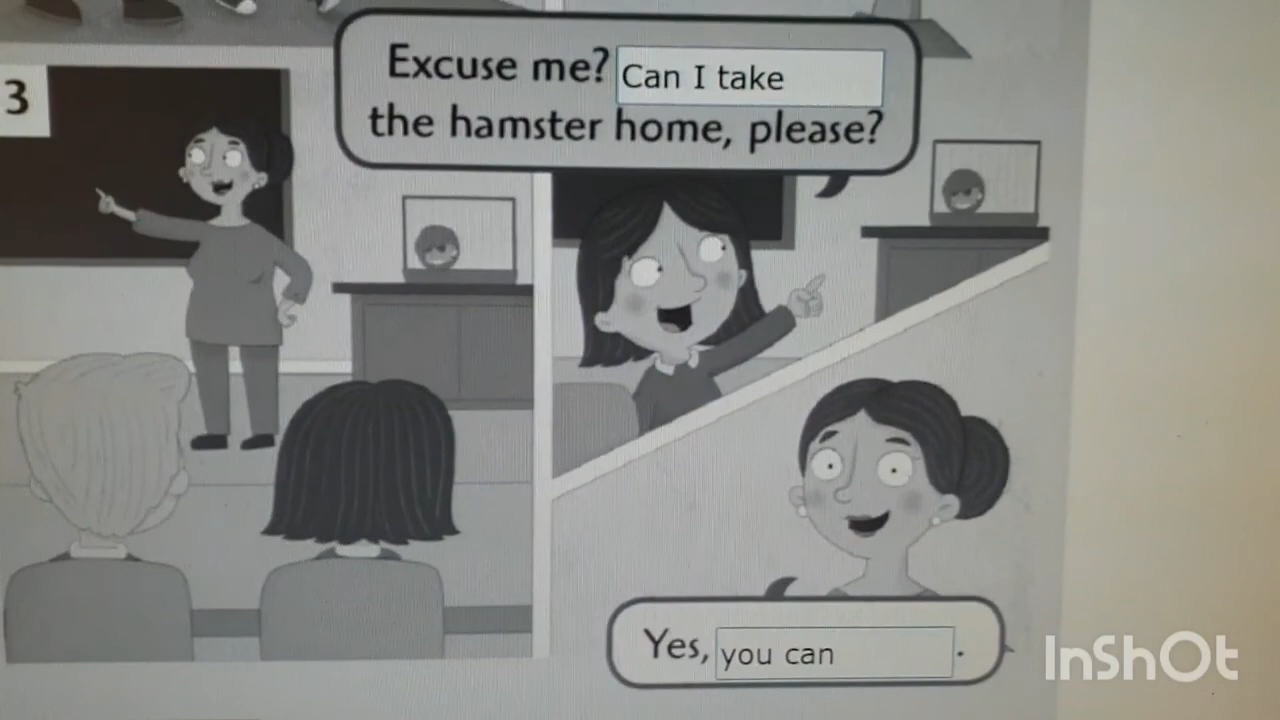 3
Excuse me? Can I take
the hamster home, please?
Yes, you can .
InShOt